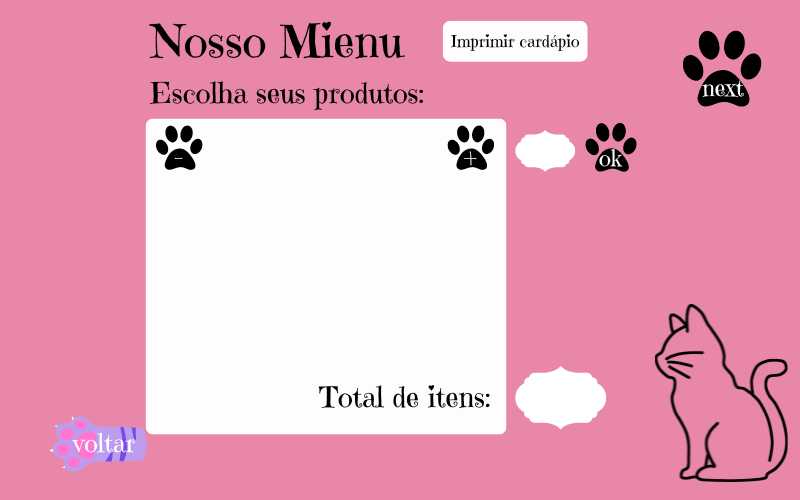 Nosso Mienu
Imprimir cardápio
next
Escolha seus produtos:
-
+
ok
Total de itens:
voltar